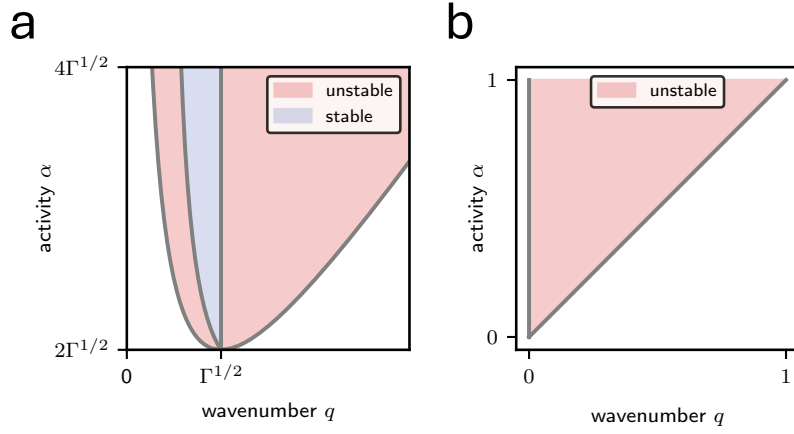 a
4Γ^{1/2}
unstable
stable
activity α
2Γ^{1/2}
0
Γ^{1/2}
wavenumber q
b
1
unstable
activity α
0
0
1
wavenumber q